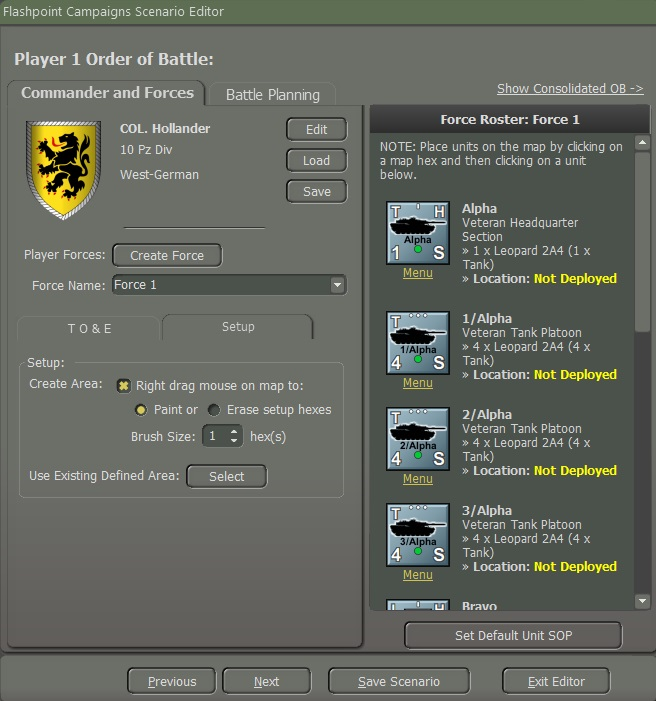 Flashpoint Campaigns Scenario Editor
Player 1 Order of Battle:
Commander and Forces
Battle Planning
Show Consolidated OB ->
COL. Hollander
10 Pz Div
West-German
Edit
Load
Save
Player Forces:
Create Force
Force Name:
Force 1
T O & E
Setup
Setup:
Create Area:
Right drag mouse on map to:
Paint or
Erase setup hexes
Brush Size:
1
hex(s)
Use Existing Defined Area:
Select
Force Roster: Force 1
NOTE: Place units on the map by clicking on
a map hex and then clicking on a unit
below.
T H
Alpha
1 S
Menu
Alpha
Veteran Headquarter
Section
» 1 x Leopard 2A4 (1 x
Tank)
» Location: Not Deployed
T
1/Alpha
4 S
Menu
1/Alpha
Veteran Tank Platoon
» 4 x Leopard 2A4 (4 x
Tank)
» Location: Not Deployed
T
2/Alpha
4 S
Menu
2/Alpha
Veteran Tank Platoon
» 4 x Leopard 2A4 (4 x
Tank)
» Location: Not Deployed
T
3/Alpha
4 S
Menu
3/Alpha
Veteran Tank Platoon
» 4 x Leopard 2A4 (4 x
Tank)
» Location: Not Deployed
Bravo
Set Default Unit SOP
Previous
Next
Save Scenario
Exit Editor